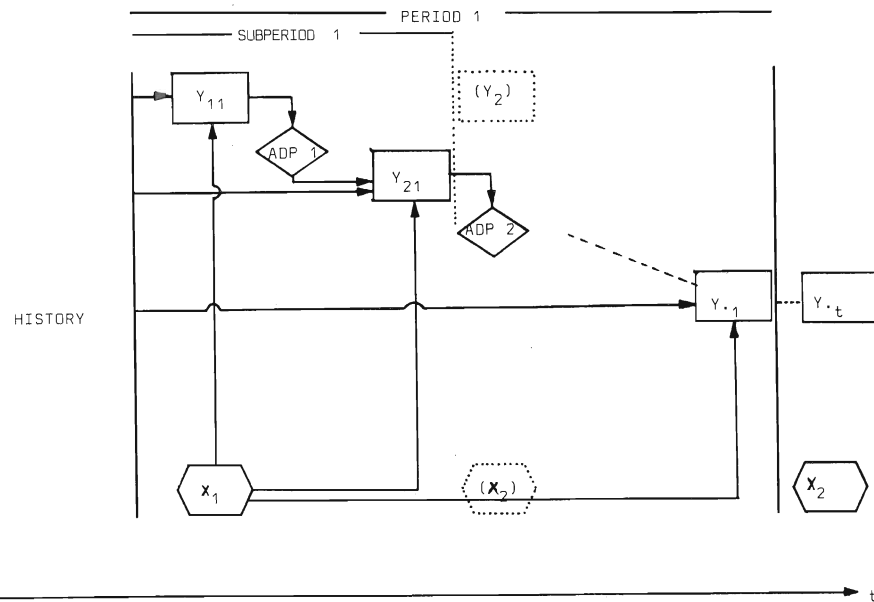 PERIOD 1
SUBPERIOD 1
Y₁₁
(Y₂)
ADP 1
Y₂₁
ADP 2
Y·₁
Y·ₜ
HISTORY
X₁
(X₂)
X₂
t